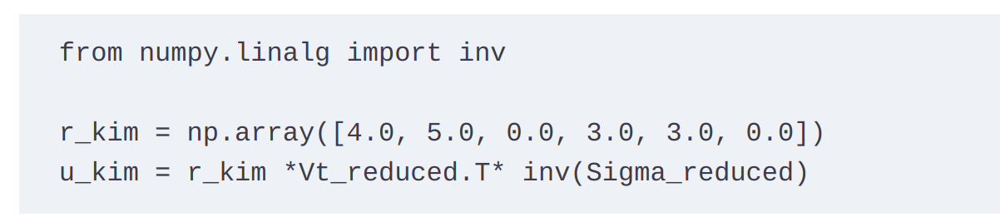 from numpy.linalg import inv
r_kim = np.array([4.0, 5.0, 0.0, 3.0, 3.0, 0.0])
u_kim = r_kim *Vt_reduced.T* inv(Sigma_reduced)